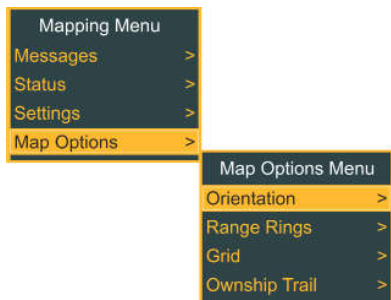 Mapping Menu
Messages >
Status >
Settings >
Map Options >
Map Options Menu
Orientation >
Range Rings >
Grid >
Ownship Trail >